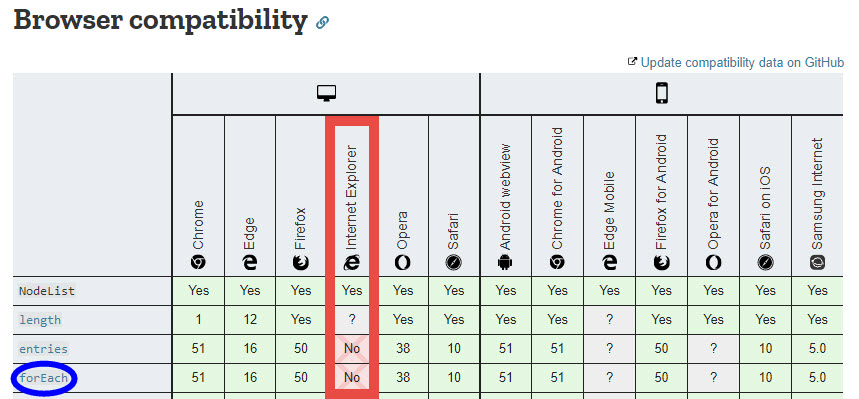 Browser compatibility
Update compatibility data on GitHub
Chrome Edge Firefox Internet Explorer Opera Safari Android webview Chrome for Android Edge Mobile Firefox for Android Opera for Android Safari on iOS Samsung Internet
NodeList Yes Yes Yes Yes Yes Yes Yes Yes Yes Yes Yes Yes Yes
length 1 12 Yes ? Yes Yes Yes Yes ? Yes Yes Yes Yes
entries 51 16 50 No 38 10 51 51 ? 50 ? 10 5.0
forEach 51 16 50 No 38 10 51 51 ? 50 ? 10 5.0